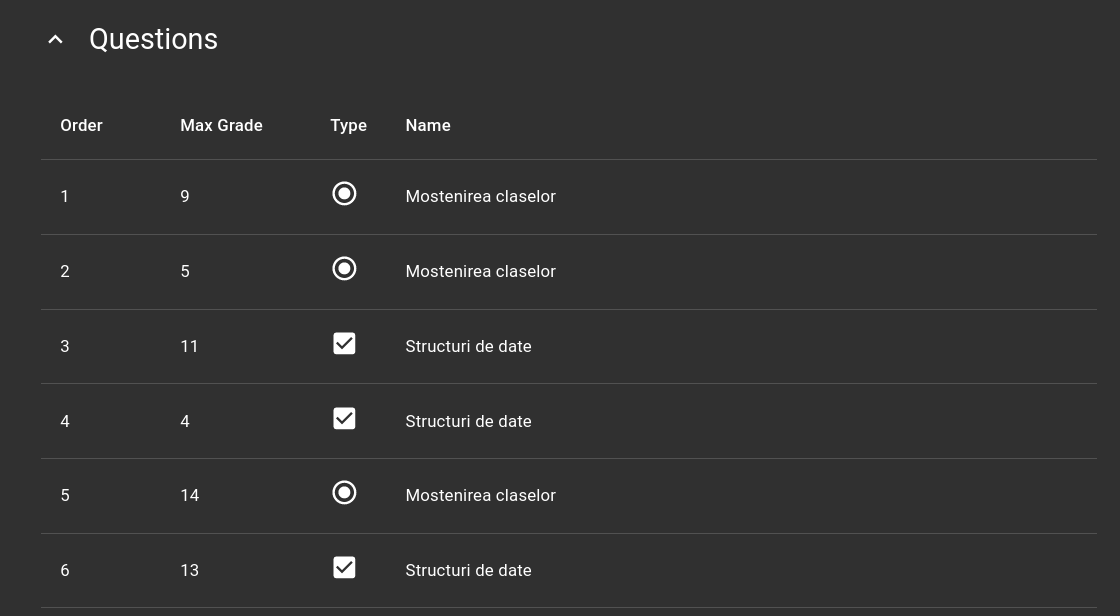 Questions
Order Max Grade Type Name
1 9 Mostenirea claselor
2 5 Mostenirea claselor
3 11 Structuri de date
4 4 Structuri de date
5 14 Mostenirea claselor
6 13 Structuri de date